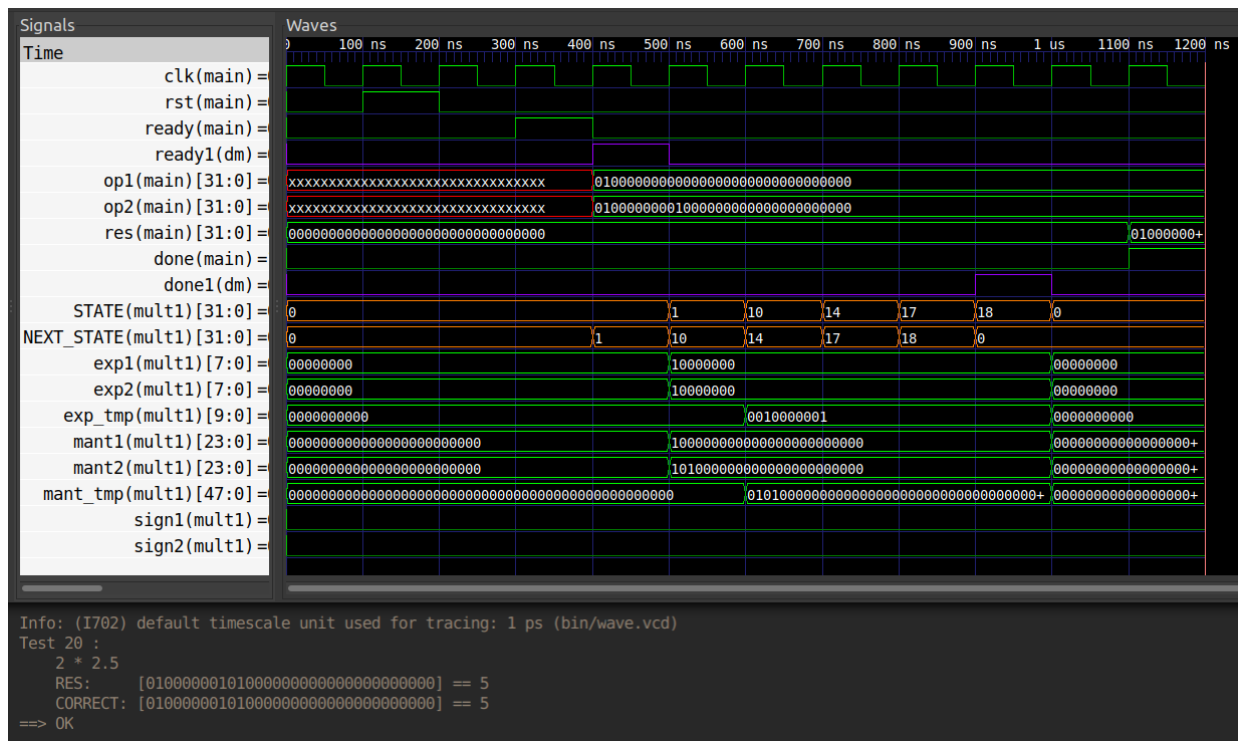 Signals Waves
Time 0 100 ns 200 ns 300 ns 400 ns 500 ns 600 ns 700 ns 800 ns 900 ns 1 us 1100 ns 1200 ns
clk(main) =
rst(main) =
ready(main) =
ready1(dm) =
op1(main)[31:0] = xxxxxxxxxxxxxxxxxxxxxxxxxxxxxxxx 01000000000000000000000000000000
op2(main)[31:0] = xxxxxxxxxxxxxxxxxxxxxxxxxxxxxxxx 01000000001000000000000000000000
res(main)[31:0] = 00000000000000000000000000000000 01000000+
done(main) =
done1(dm) =
STATE(mult1)[31:0] = 0 1 10 14 17 18 0
NEXT_STATE(mult1)[31:0] = 0 1 10 14 17 18 0
exp1(mult1)[7:0] = 00000000 10000000 00000000
exp2(mult1)[7:0] = 00000000 10000000 00000000
exp_tmp(mult1)[9:0] = 0000000000 0010000001 0000000000
mant1(mult1)[23:0] = 000000000000000000000000 100000000000000000000000 00000000000000000+
mant2(mult1)[23:0] = 000000000000000000000000 101000000000000000000000 00000000000000000+
mant_tmp(mult1)[47:0] = 000000000000000000000000000000000000000000000000 010100000000000000000000000000000000+ 00000000000000000+
sign1(mult1) =
sign2(mult1) =
Info: (I702) default timescale unit used for tracing: 1 ps (bin/wave.vcd)
Test 20 :
2 * 2.5
RES: [01000000101000000000000000000000] == 5
CORRECT: [01000000101000000000000000000000] == 5
==> OK